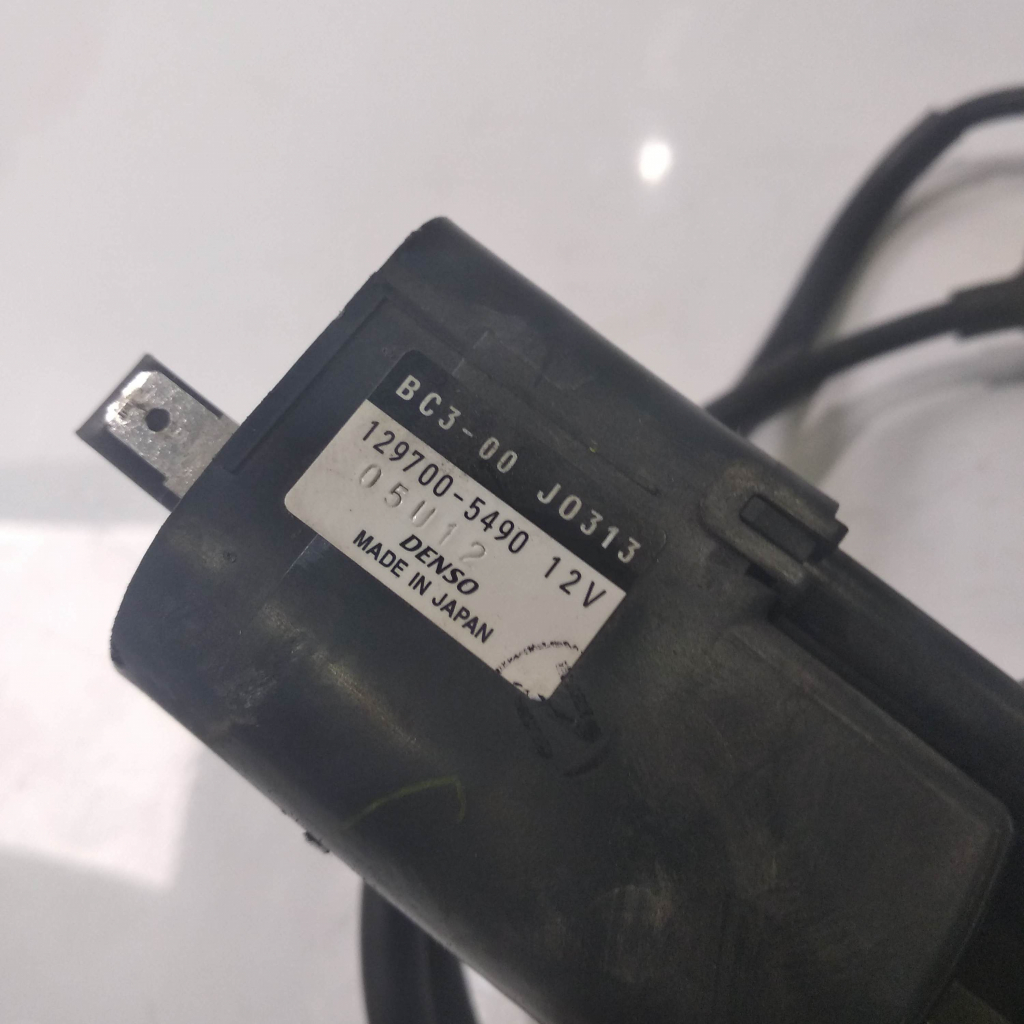 BC3-00 J0313
129700-5490 12V
05U12
DENSO
MADE IN JAPAN